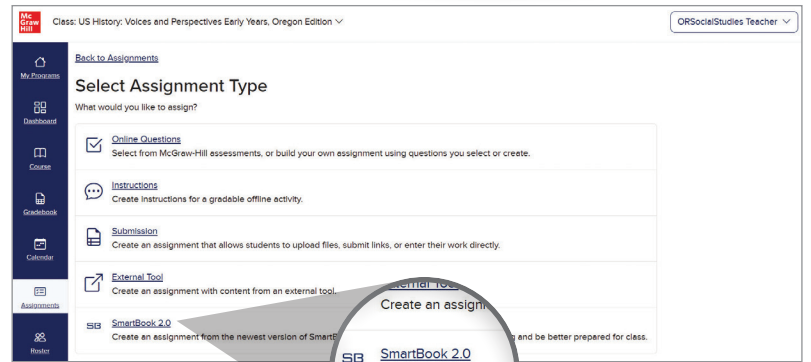 Mc
Graw
Hill
Class: US History: Voices and Perspectives Early Years, Oregon Edition
ORSocialStudies Teacher
My Programs
Dashboard
Course
Gradebook
Calendar
Assignments
Roster
Back to Assignments
Select Assignment Type
What would you like to assign?
Online Questions
Select from McGraw-Hill assessments, or build your own assignment using questions you select or create.
Instructions
Create instructions for a gradable offline activity.
Submission
Create an assignment that allows students to upload files, submit links, or enter their work directly.
External Tool
Create an assignment with content from an external tool.
SB SmartBook 2.0
Create an assignment from the newest version of SmartB
g and be better prepared for class.
External Tool
Create an assign
SB SmartBook 2.0